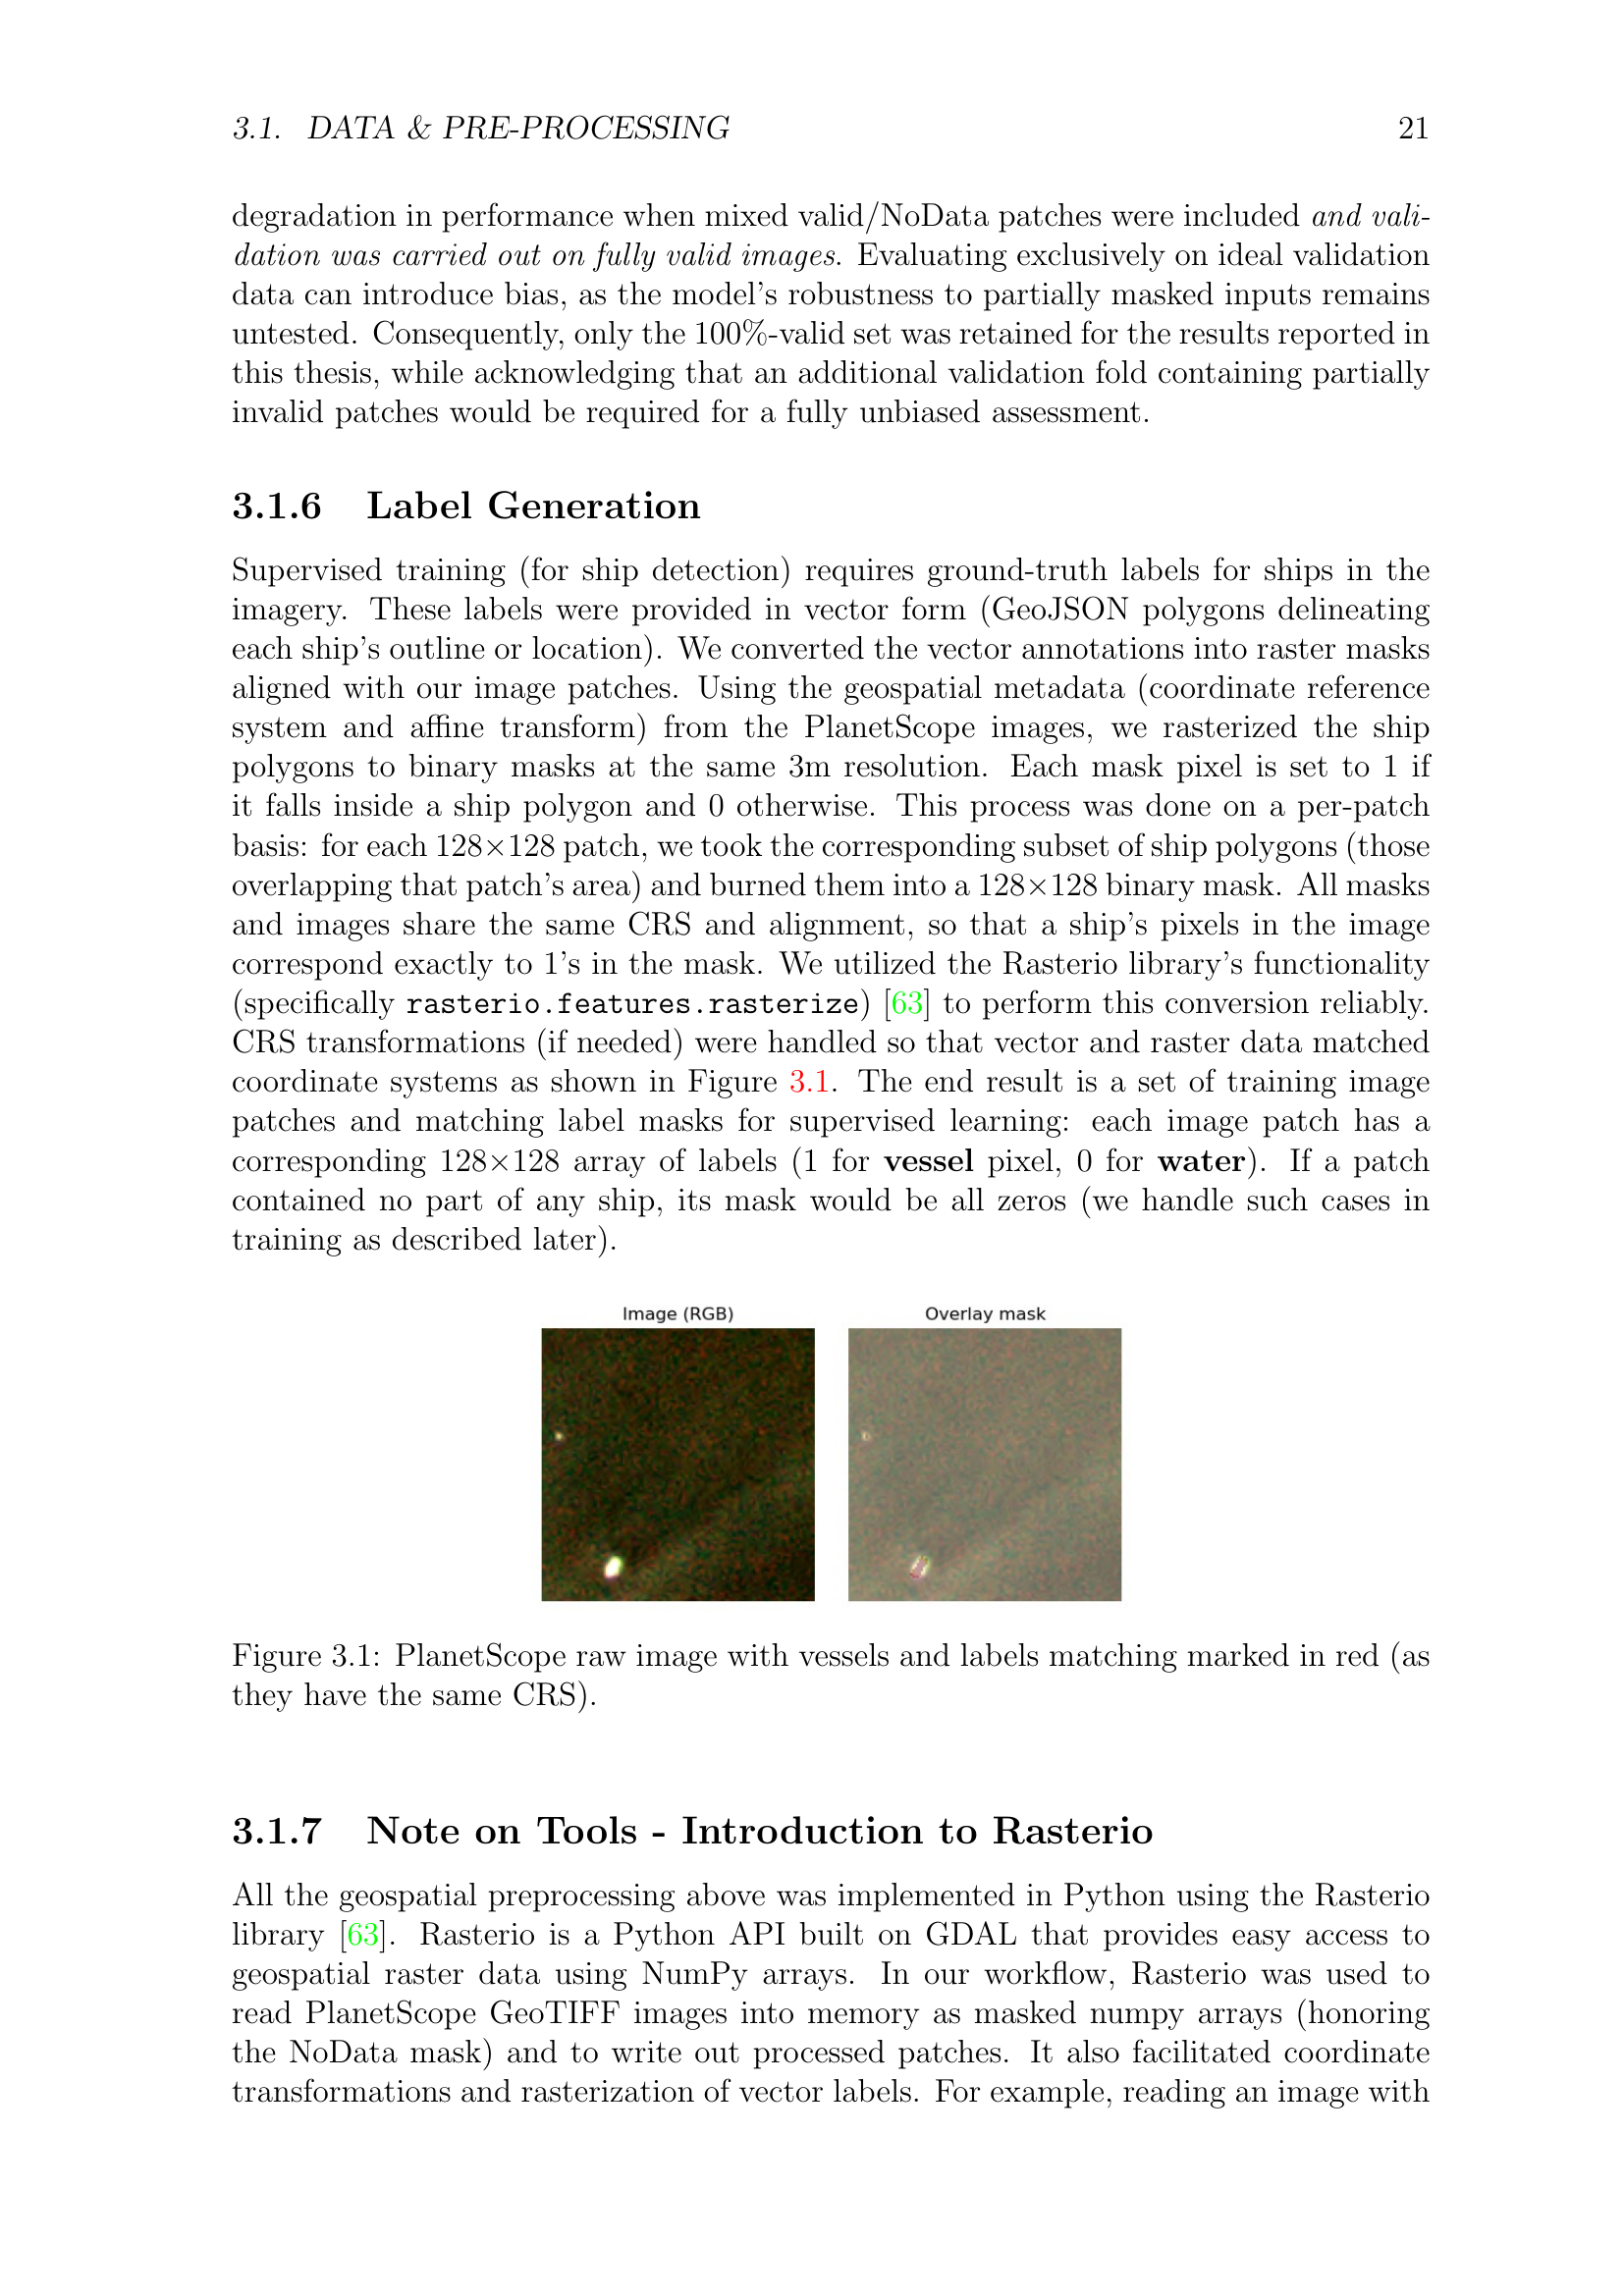 3.1. DATA & PRE-PROCESSING 21
degradation in performance when mixed valid/NoData patches were included and vali-
dation was carried out on fully valid images. Evaluating exclusively on ideal validation
data can introduce bias, as the model's robustness to partially masked inputs remains
untested. Consequently, only the 100%-valid set was retained for the results reported in
this thesis, while acknowledging that an additional validation fold containing partially
invalid patches would be required for a fully unbiased assessment.
3.1.6 Label Generation
Supervised training (for ship detection) requires ground-truth labels for ships in the
imagery. These labels were provided in vector form (GeoJSON polygons delineating
each ship's outline or location). We converted the vector annotations into raster masks
aligned with our image patches. Using the geospatial metadata (coordinate reference
system and affine transform) from the PlanetScope images, we rasterized the ship
polygons to binary masks at the same 3m resolution. Each mask pixel is set to 1 if
it falls inside a ship polygon and 0 otherwise. This process was done on a per-patch
basis: for each 128×128 patch, we took the corresponding subset of ship polygons (those
overlapping that patch's area) and burned them into a 128×128 binary mask. All masks
and images share the same CRS and alignment, so that a ship's pixels in the image
correspond exactly to 1's in the mask. We utilized the Rasterio library's functionality
(specifically rasterio.features.rasterize) [63] to perform this conversion reliably.
CRS transformations (if needed) were handled so that vector and raster data matched
coordinate systems as shown in Figure 3.1. The end result is a set of training image
patches and matching label masks for supervised learning: each image patch has a
corresponding 128×128 array of labels (1 for vessel pixel, 0 for water). If a patch
contained no part of any ship, its mask would be all zeros (we handle such cases in
training as described later).
Image (RGB) Overlay mask
Figure 3.1: PlanetScope raw image with vessels and labels matching marked in red (as
they have the same CRS).
3.1.7 Note on Tools - Introduction to Rasterio
All the geospatial preprocessing above was implemented in Python using the Rasterio
library [63]. Rasterio is a Python API built on GDAL that provides easy access to
geospatial raster data using NumPy arrays. In our workflow, Rasterio was used to
read PlanetScope GeoTIFF images into memory as masked numpy arrays (honoring
the NoData mask) and to write out processed patches. It also facilitated coordinate
transformations and rasterization of vector labels. For example, reading an image with